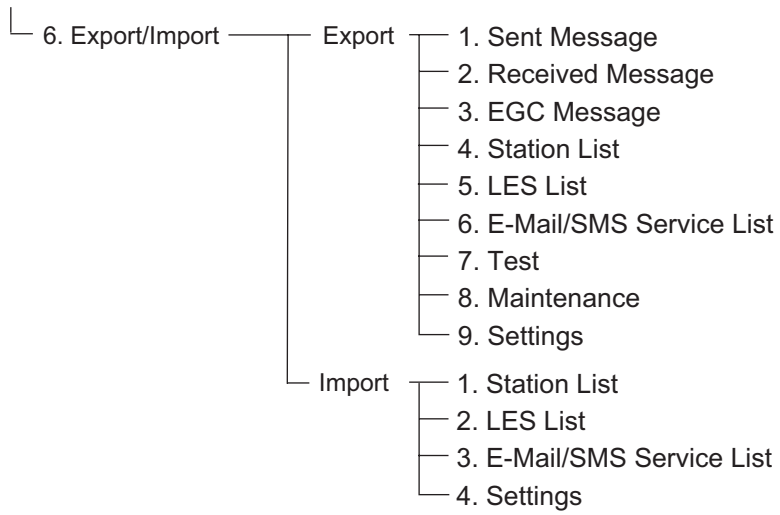 6. Export/Import
Export
1. Sent Message
2. Received Message
3. EGC Message
4. Station List
5. LES List
6. E-Mail/SMS Service List
7. Test
8. Maintenance
9. Settings
Import
1. Station List
2. LES List
3. E-Mail/SMS Service List
4. Settings